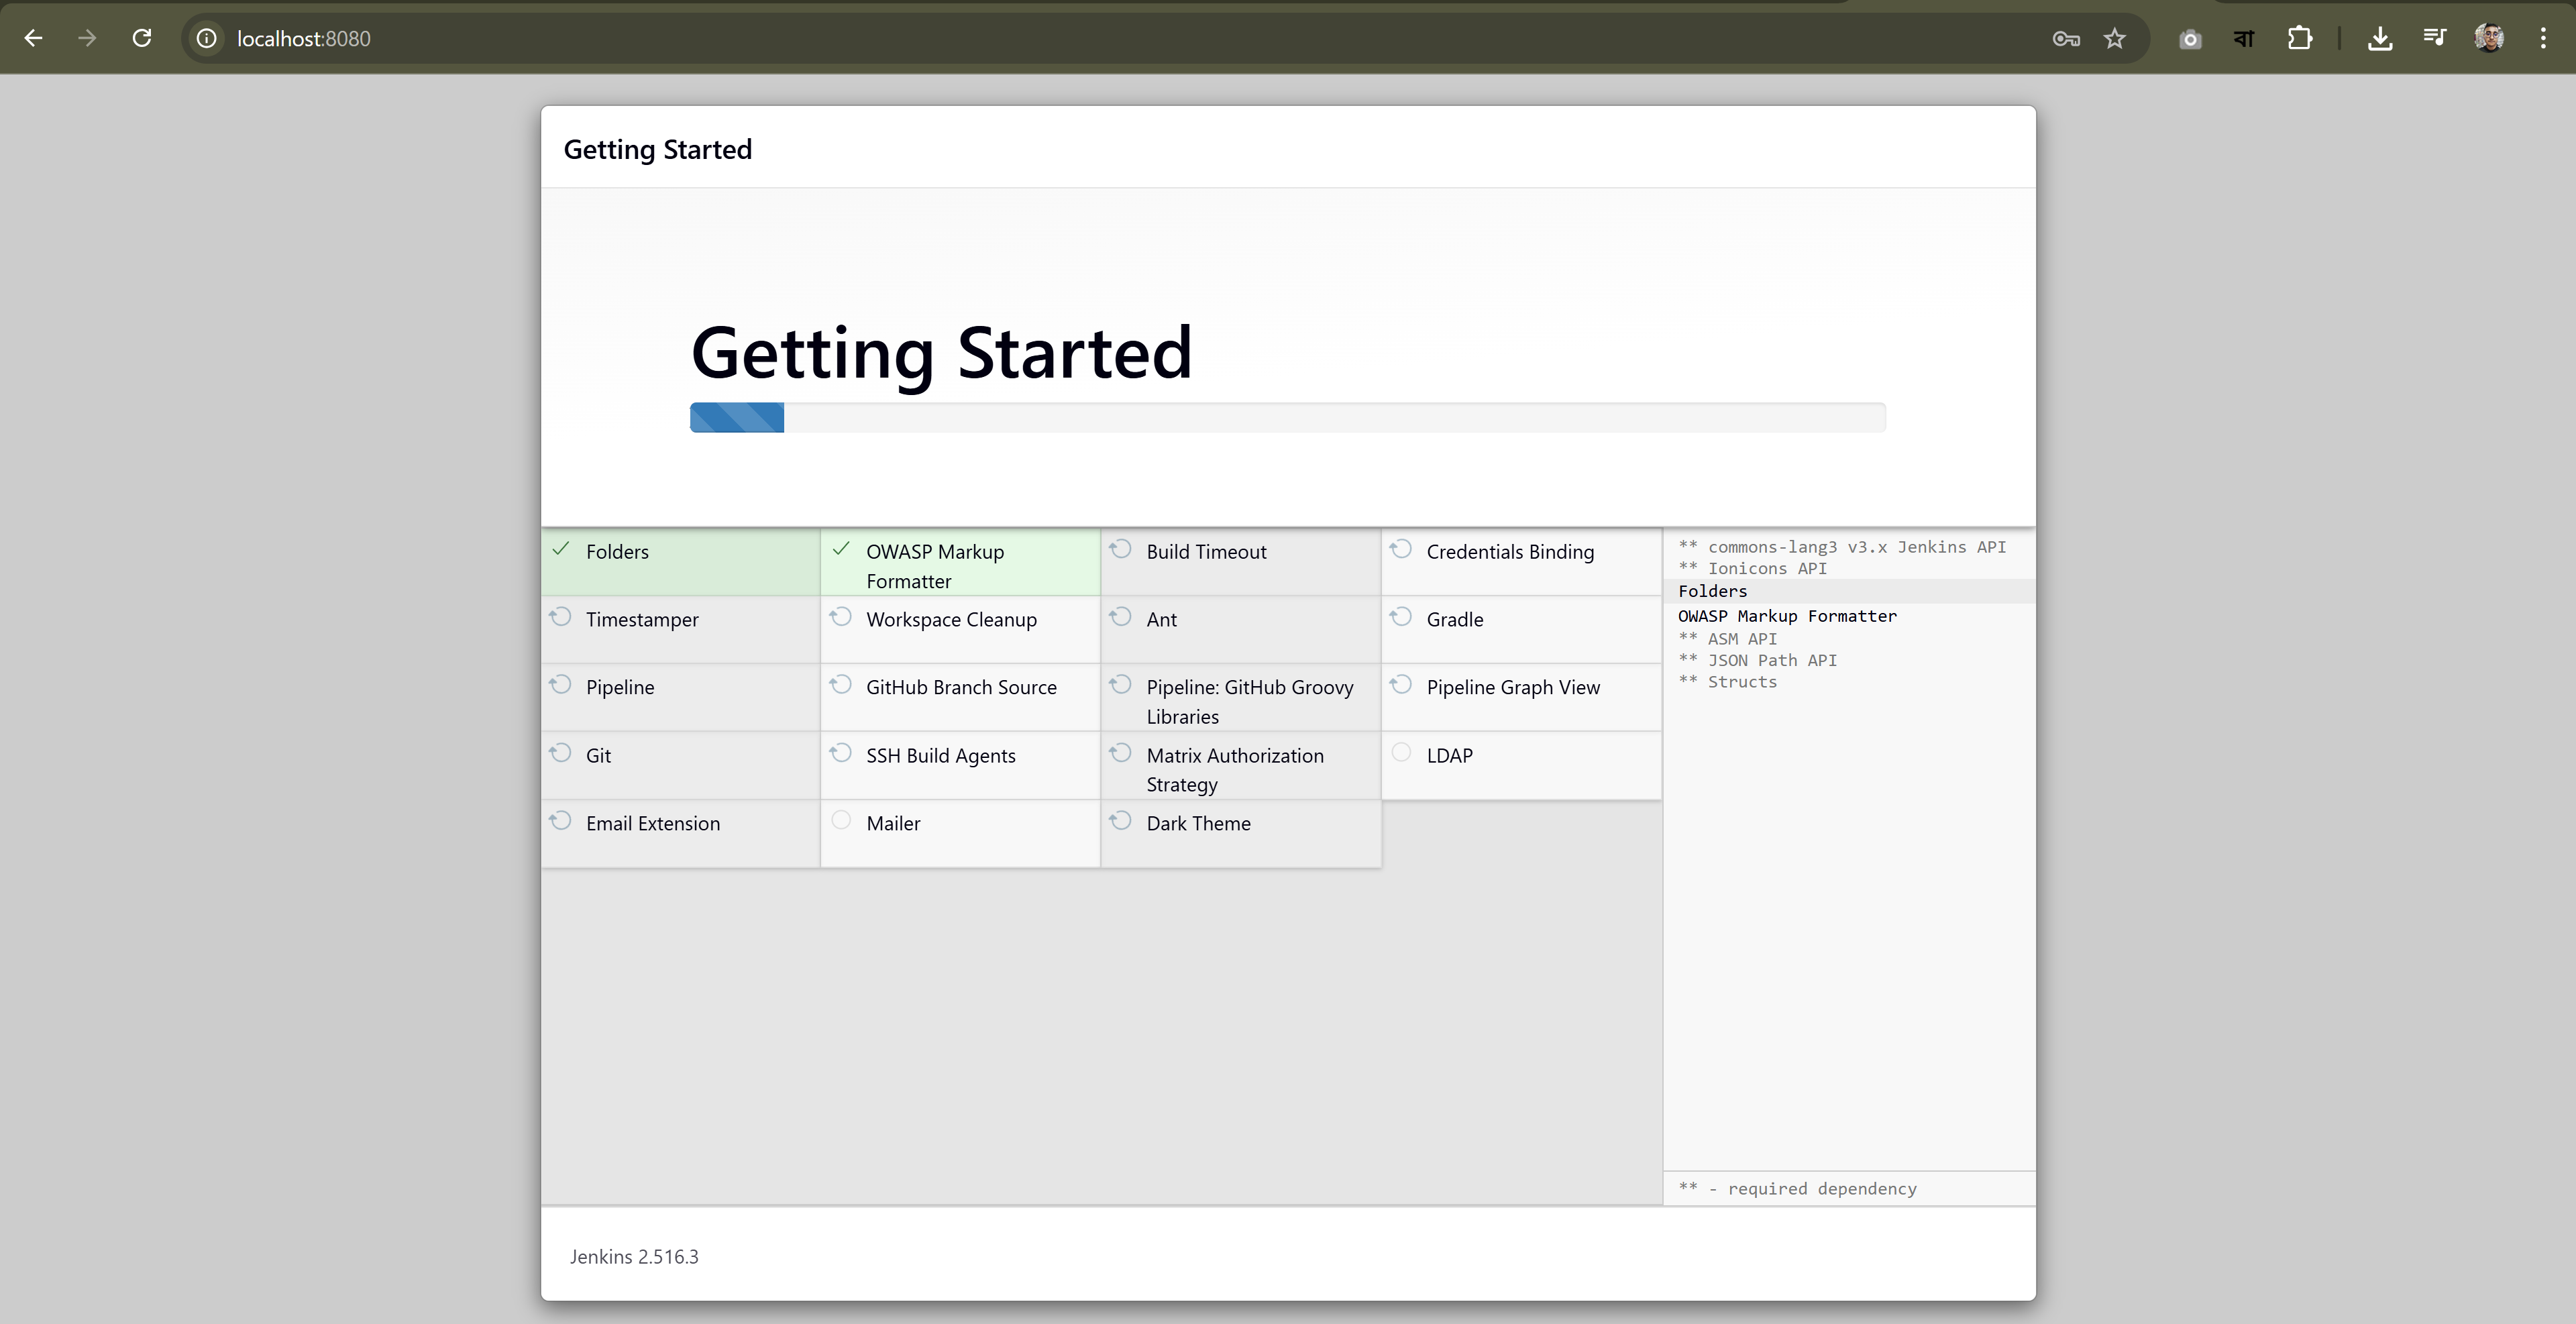 localhost:8080
বা
Getting Started
Getting Started
Folders
OWASP Markup
Formatter
Build Timeout
Credentials Binding
Timestamper
Workspace Cleanup
Ant
Gradle
Pipeline
GitHub Branch Source
Pipeline: GitHub Groovy
Libraries
Pipeline Graph View
Git
SSH Build Agents
Matrix Authorization
Strategy
LDAP
Email Extension
Mailer
Dark Theme
** commons-lang3 v3.x Jenkins API
** Ionicons API
Folders
OWASP Markup Formatter
** ASM API
** JSON Path API
** Structs
** - required dependency
Jenkins 2.516.3